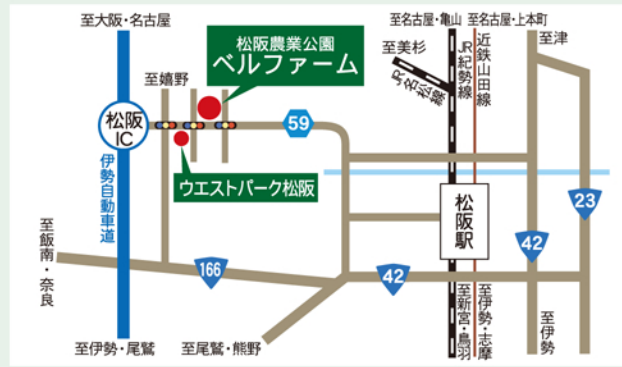 至大阪・名古屋
松阪農業公園
ベルファーム
至名古屋・亀山
至名古屋・上本町
至津
至美杉
JR名松線
JR紀勢線
近鉄山田線
至嬉野
松阪
IC
59
ウエストパーク松阪
伊勢自動車道
松阪駅
23
42
至飯南・奈良
166
42
至伊勢・尾鷲
至尾鷲・熊野
至新宮・鳥羽
至伊勢・志摩
至伊勢